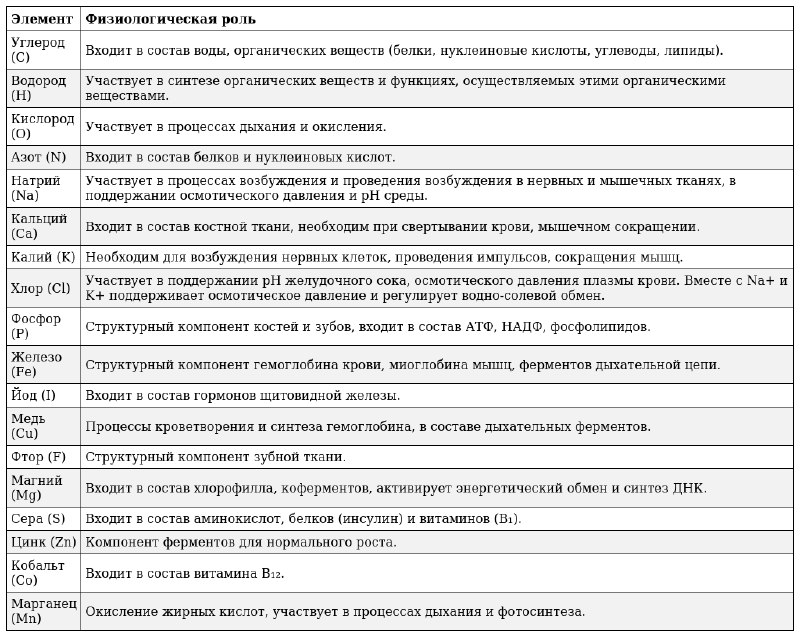 Элемент Физиологическая роль
Углерод
(C)
Входит в состав воды, органических веществ (белки, нуклеиновые кислоты, углеводы, липиды).
Водород
(H)
Участвует в синтезе органических веществ и функциях, осуществляемых этими органическими
веществами.
Кислород
(O)
Участвует в процессах дыхания и окисления.
Азот (N) Входит в состав белков и нуклеиновых кислот.
Натрий
(Na)
Участвует в процессах возбуждения и проведения возбуждения в нервных и мышечных тканях, в
поддержании осмотического давления и pH среды.
Кальций
(Ca)
Входит в состав костной ткани, необходим при свертывании крови, мышечном сокращении.
Калий (K) Необходим для возбуждения нервных клеток, проведения импульсов, сокращения мышц.
Хлор (Cl)
Участвует в поддержании pH желудочного сока, осмотического давления плазмы крови. Вместе с Na+ и
K+ поддерживает осмотическое давление и регулирует водно-солевой обмен.
Фосфор
(P)
Структурный компонент костей и зубов, входит в состав АТФ, НАДФ, фосфолипидов.
Железо
(Fe)
Структурный компонент гемоглобина крови, миоглобина мышц, ферментов дыхательной цепи.
Йод (I) Входит в состав гормонов щитовидной железы.
Медь
(Cu)
Процессы кроветворения и синтеза гемоглобина, в составе дыхательных ферментов.
Фтор (F) Структурный компонент зубной ткани.
Магний
(Mg)
Входит в состав хлорофилла, коферментов, активирует энергетический обмен и синтез ДНК.
Сера (S) Входит в состав аминокислот, белков (инсулин) и витаминов (B₁).
Цинк (Zn) Компонент ферментов для нормального роста.
Кобальт
(Co)
Входит в состав витамина B₁₂.
Марганец
(Mn)
Окисление жирных кислот, участвует в процессах дыхания и фотосинтеза.